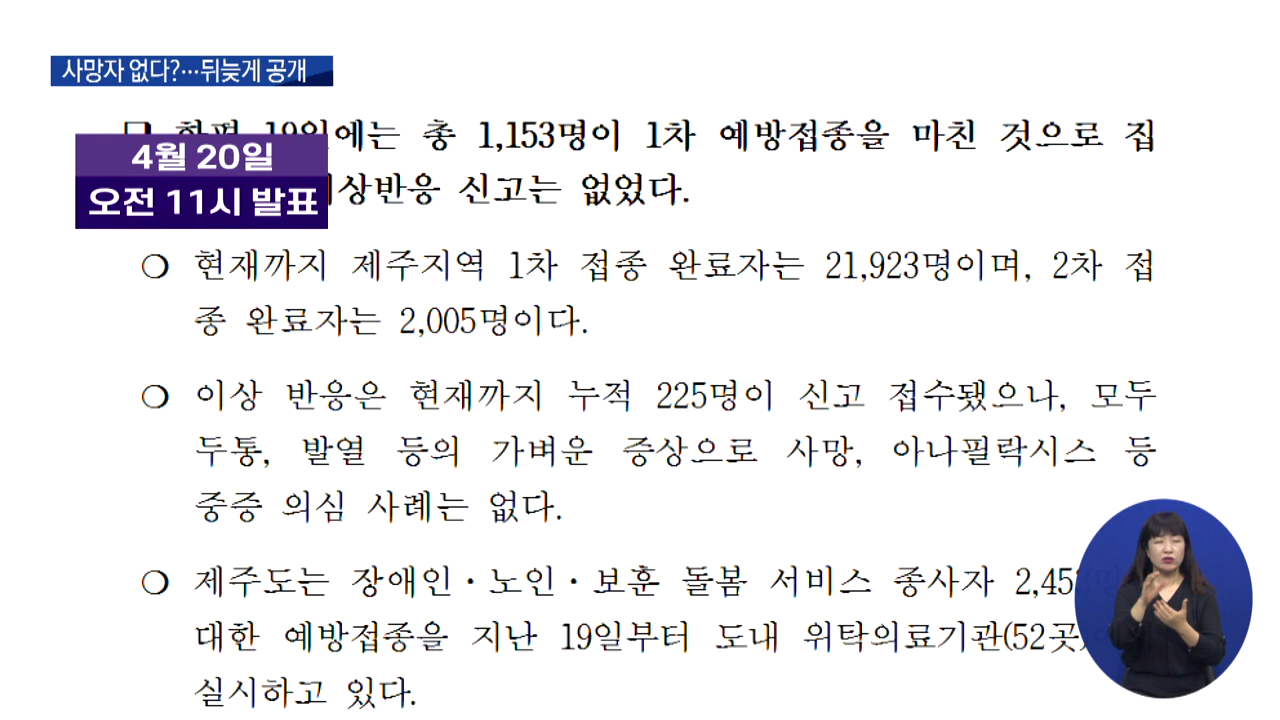 사망자 없다?…뒤늦게 공개
4월 20일
오전 11시 발표
19일에는 총 1,153명이 1차 예방접종을 마친 것으로 집
이상반응 신고는 없었다.
❍ 현재까지 제주지역 1차 접종 완료자는 21,923명이며, 2차 접
종 완료자는 2,005명이다.
❍ 이상 반응은 현재까지 누적 225명이 신고 접수됐으나, 모두
두통, 발열 등의 가벼운 증상으로 사망, 아나필락시스 등
중증 의심 사례는 없다.
❍ 제주도는 장애인·노인·보훈 돌봄 서비스 종사자
대한 예방접종을 지난 19일부터 도내 위탁의료기관(52곳)
실시하고 있다.